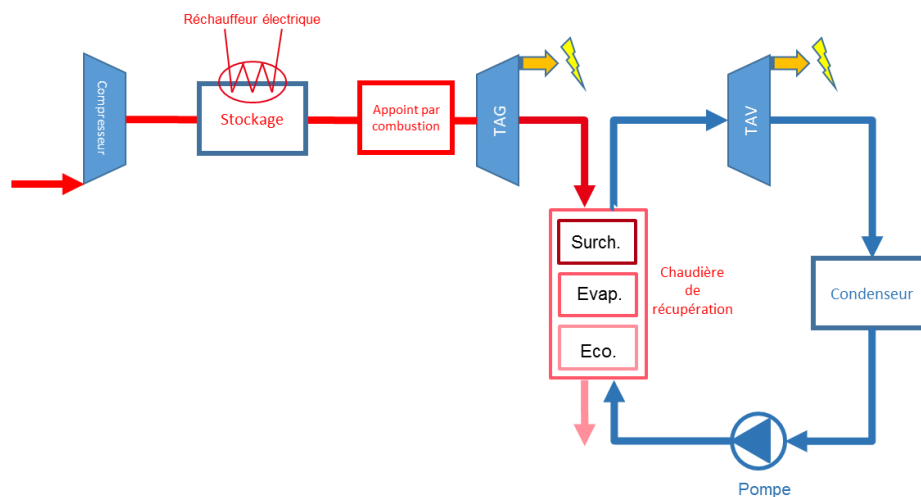 Réchauffeur électrique
Compresseur
Stockage
Appoint par
combustion
TAG
TAV
Surch.
Evap.
Eco.
Chaudière
de
récupération
Condenseur
Pompe